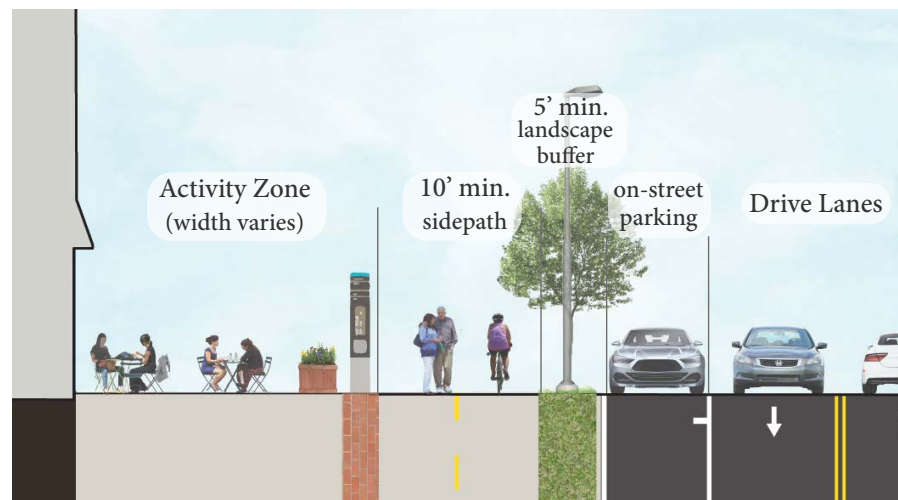 Activity Zone
(width varies)
10’ min.
sidepath
5’ min.
landscape
buffer
on-street
parking
Drive Lanes